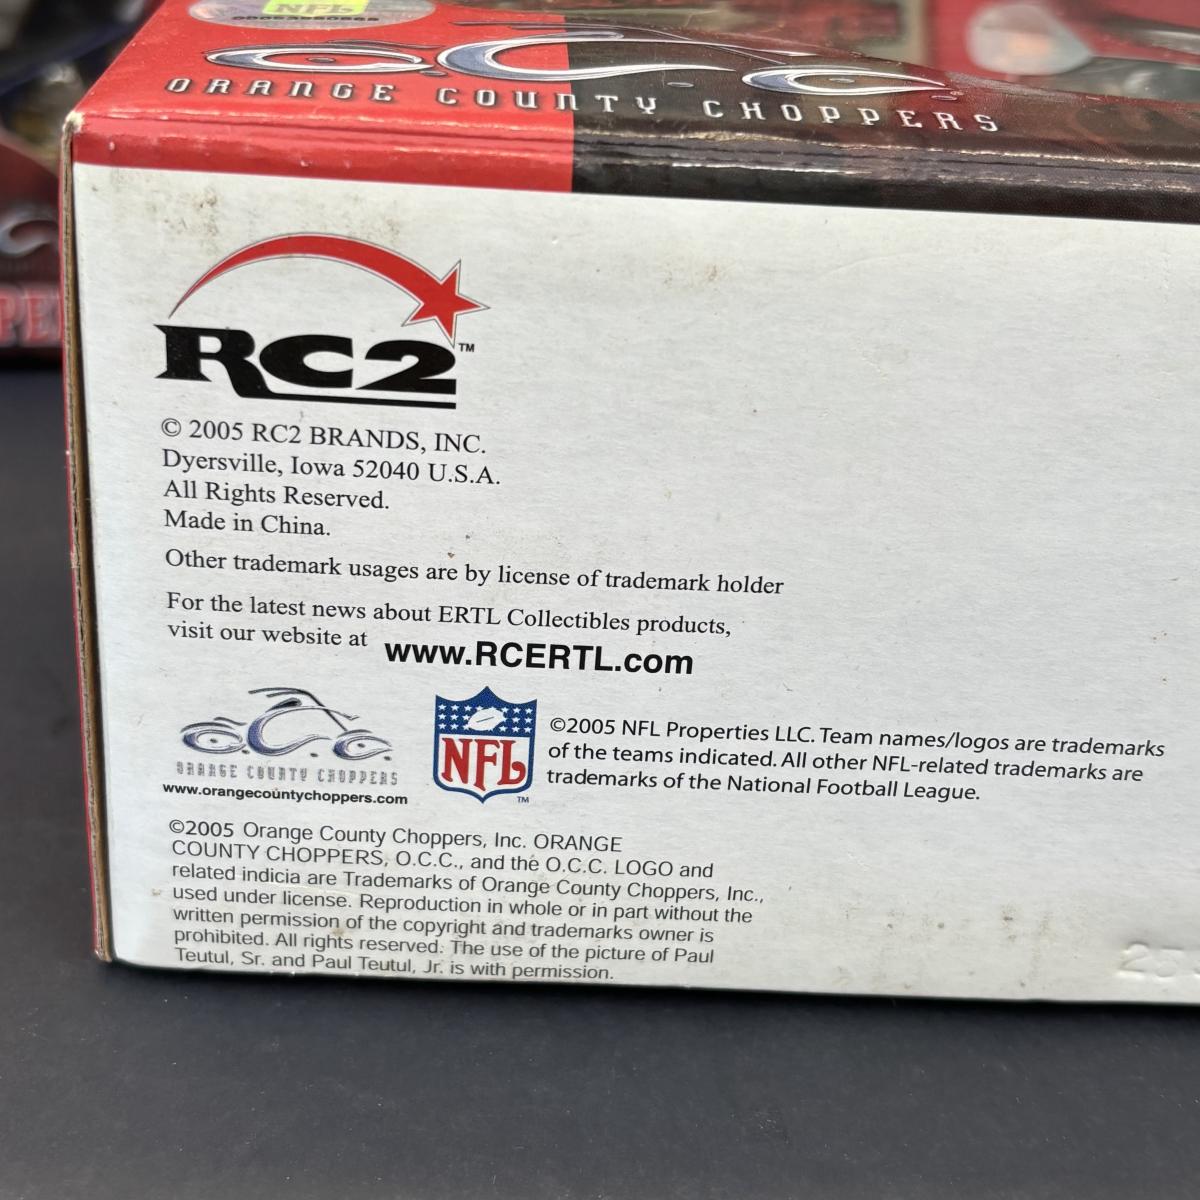 NFL
ORANGE COUNTY CHOPPERS
RC2™
© 2005 RC2 BRANDS, INC.
Dyersville, Iowa 52040 U.S.A.
All Rights Reserved.
Made in China.
Other trademark usages are by license of trademark holder
For the latest news about ERTL Collectibles products,
visit our website at www.RCERTL.com
ORANGE COUNTY CHOPPERS
www.orangecountychoppers.com
NFL™
©2005 NFL Properties LLC. Team names/logos are trademarks
of the teams indicated. All other NFL-related trademarks are
trademarks of the National Football League.
©2005 Orange County Choppers, Inc. ORANGE
COUNTY CHOPPERS, O.C.C., and the O.C.C. LOGO and
related indicia are Trademarks of Orange County Choppers, Inc.,
used under license. Reproduction in whole or in part without the
written permission of the copyright and trademarks owner is
prohibited. All rights reserved. The use of the picture of Paul
Teutul, Sr. and Paul Teutul, Jr. is with permission.